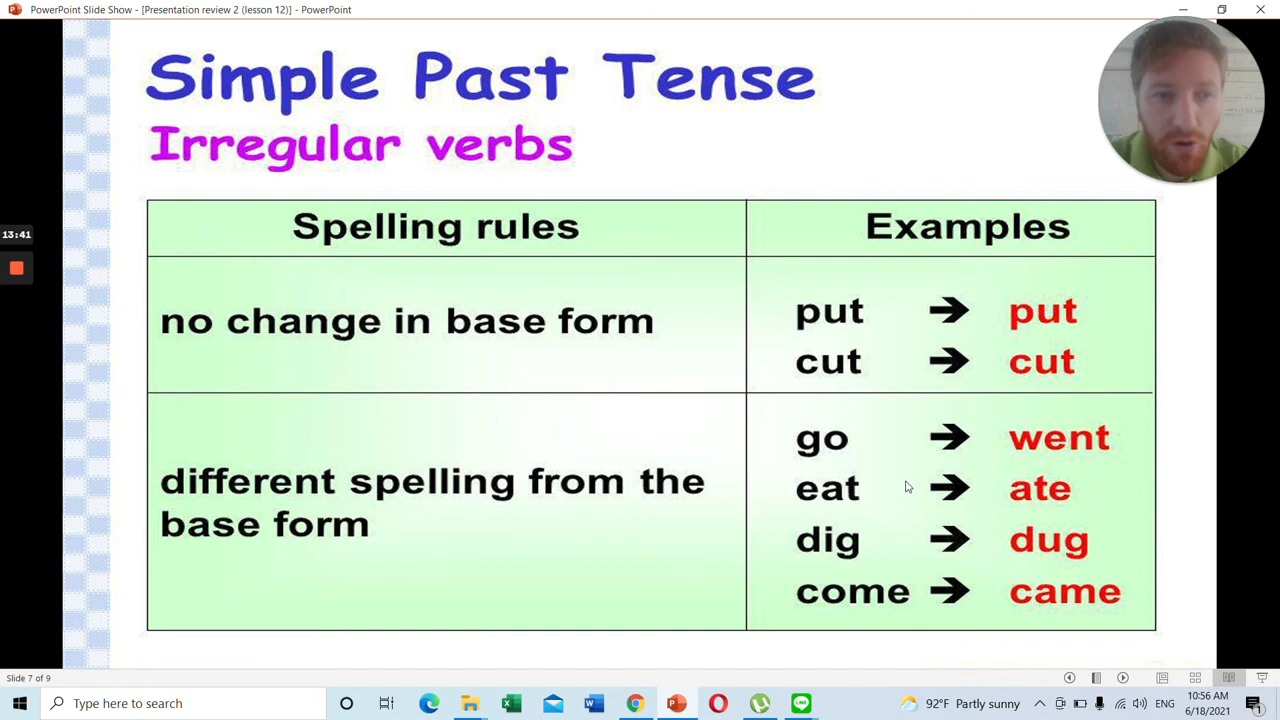 PowerPoint Slide Show - [Presentation review 2 (lesson 12)] - PowerPoint
Simple Past Tense
Irregular verbs
13:41
Spelling rules Examples
no change in base form
put → put
cut → cut
different spelling from the
base form
go → went
eat → ate
dig → dug
come → came
Slide 7 of 9
Type here to search
92°F Partly sunny
ENG
10:56 AM
6/18/2021
1